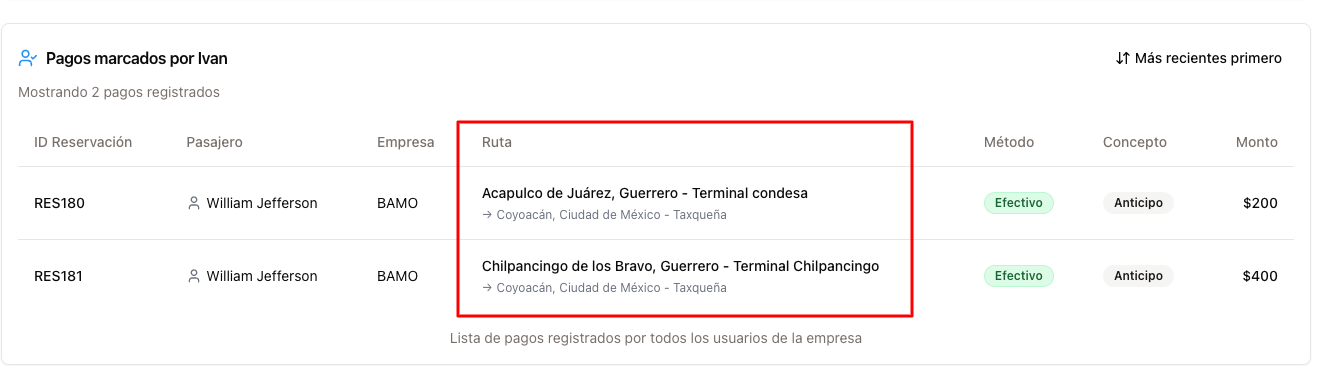 Pagos marcados por Ivan
Más recientes primero
Mostrando 2 pagos registrados
ID Reservación Pasajero Empresa Ruta Método Concepto Monto
RES180 William Jefferson BAMO Acapulco de Juárez, Guerrero - Terminal condesa Efectivo Anticipo $200
→ Coyoacán, Ciudad de México - Taxqueña
RES181 William Jefferson BAMO Chilpancingo de los Bravo, Guerrero - Terminal Chilpancingo Efectivo Anticipo $400
→ Coyoacán, Ciudad de México - Taxqueña
Lista de pagos registrados por todos los usuarios de la empresa